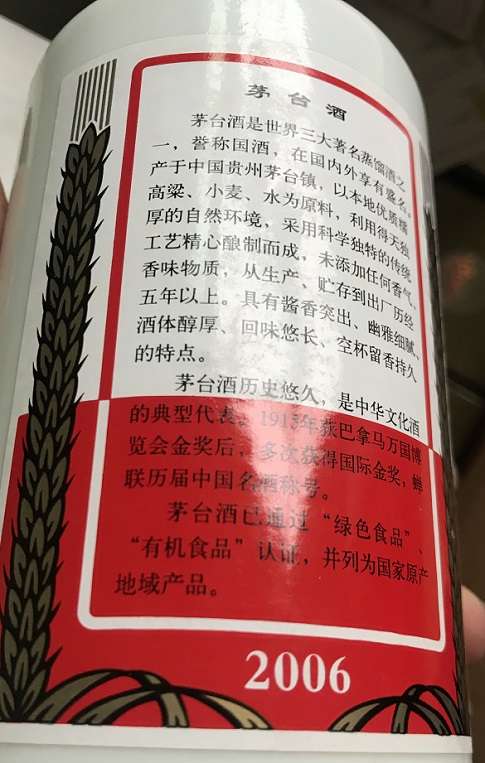 茅台酒
茅台酒是世界三大著名蒸馏酒之
一，誉称国酒，在国内外享有盛名。
产于中国贵州茅台镇，以本地优质糯
高粱、小麦、水为原料，利用得天独
厚的自然环境，采用科学独特的传统
工艺精心酿制而成，未添加任何香气、
香味物质，从生产、贮存到出厂历经
五年以上。具有酱香突出、幽雅细腻、
酒体醇厚、回味悠长、空杯留香持久
的特点。
茅台酒历史悠久，是中华文化酒
的典型代表。1915年获巴拿马万国博
览会金奖后，多次获得国际金奖，蝉
联历届中国名酒称号。
茅台酒已通过“绿色食品”、
“有机食品”认证，并列为国家原产
地域产品。
2006